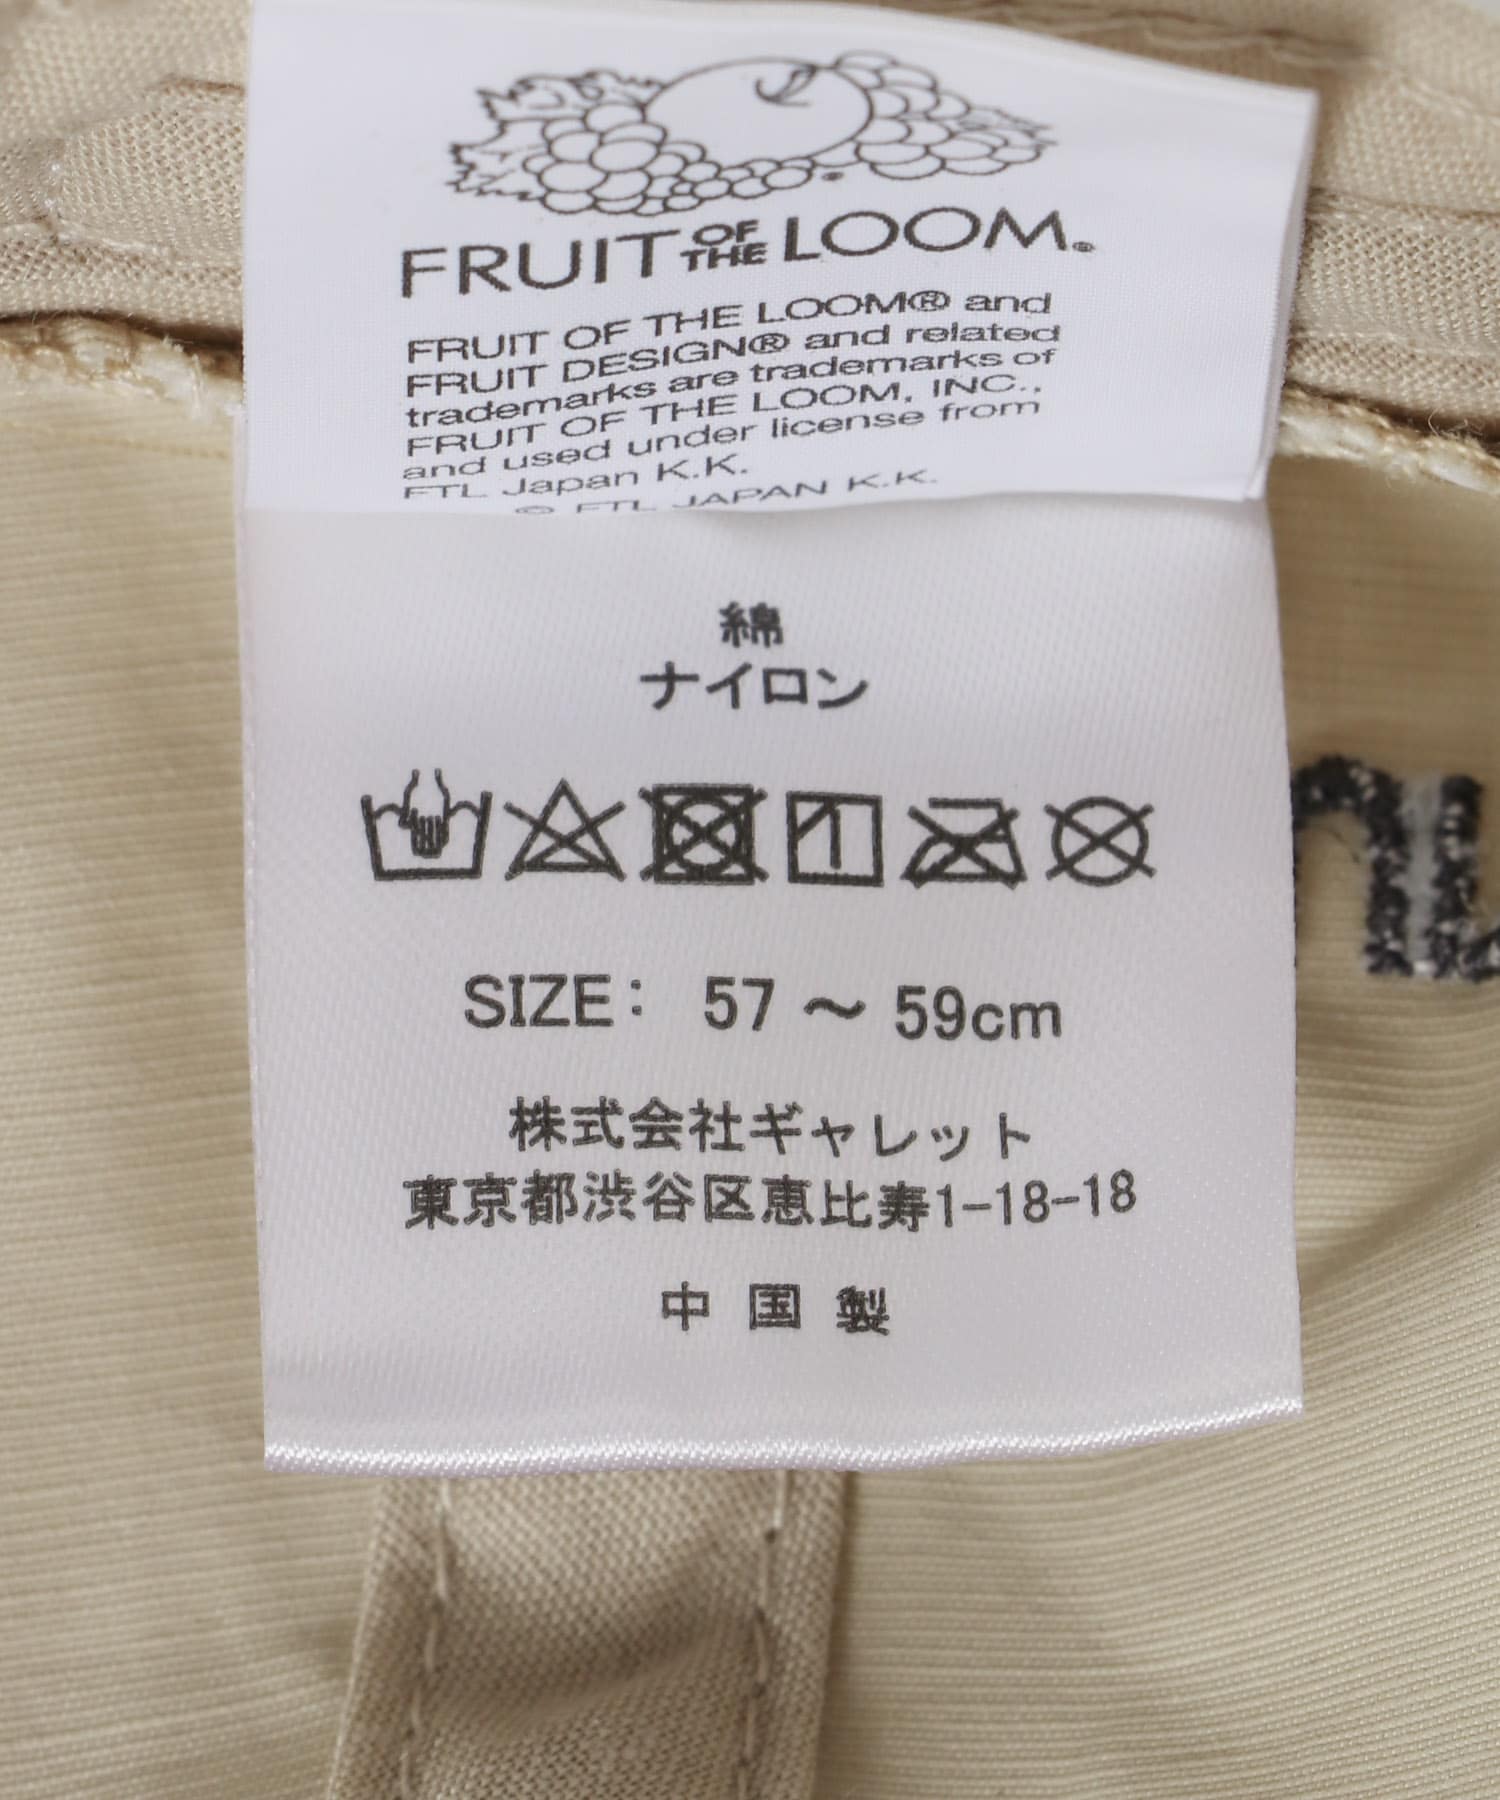 FRUIT OF THE LOOM®
FRUIT OF THE LOOM® and
FRUIT DESIGN® and related
trademarks are trademarks of
FRUIT OF THE LOOM, INC.,
and used under license from
FTL Japan K.K.
© FTL JAPAN K.K.
綿
ナイロン
SIZE: 57 〜 59cm
株式会社ギャレット
東京都渋谷区恵比寿1-18-18
中 国 製